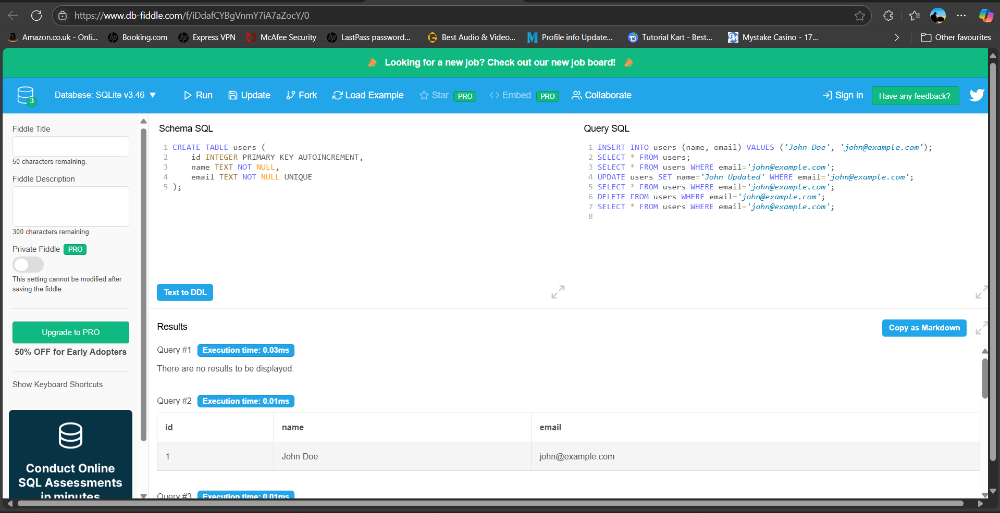 https://www.db-fiddle.com/f/iDdafCYBgVnmY7iA7aZocY/0
Amazon.co.uk - Onli...
Booking.com
Express VPN
McAfee Security
LastPass password...
Best Audio & Video...
Profile info Update...
Tutorial Kart - Best...
Mystake Casino - 17...
Other favourites
Looking for a new job? Check out our new job board!
3
Database: SQLite v3.46
Run
Update
Fork
Load Example
Star PRO
Embed PRO
Collaborate
Sign in
Have any feedback?
Fiddle Title
50 characters remaining.
Fiddle Description
300 characters remaining.
Private Fiddle PRO
This setting cannot be modified after
saving the fiddle.
Upgrade to PRO
50% OFF for Early Adopters
Show Keyboard Shortcuts
Conduct Online
SQL Assessments
in minutes
Schema SQL
1 CREATE TABLE users (
2     id INTEGER PRIMARY KEY AUTOINCREMENT,
3     name TEXT NOT NULL,
4     email TEXT NOT NULL UNIQUE
5 );
Text to DDL
Query SQL
1 INSERT INTO users (name, email) VALUES ('John Doe', 'john@example.com');
2 SELECT * FROM users;
3 SELECT * FROM users WHERE email='john@example.com';
4 UPDATE users SET name='John Updated' WHERE email='john@example.com';
5 SELECT * FROM users WHERE email='john@example.com';
6 DELETE FROM users WHERE email='john@example.com';
7 SELECT * FROM users WHERE email='john@example.com';
8
Results
Copy as Markdown
Query #1 Execution time: 0.03ms
There are no results to be displayed.
Query #2 Execution time: 0.01ms
id name email
1 John Doe john@example.com
Query #3 Execution time: 0.01ms